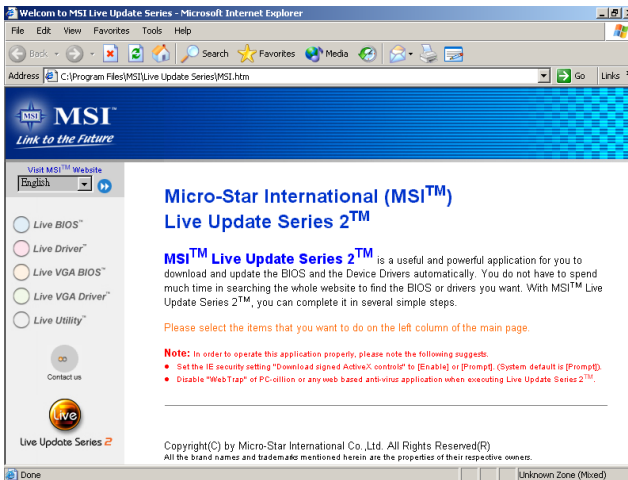 Welcom to MSI Live Update Series - Microsoft Internet Explorer
File Edit View Favorites Tools Help
Back Search Favorites Media
Address C:\Program Files\MSI\Live Update Series\MSI.htm Go Links
MSI MSI™
Link to the Future
Visit MSI™ Website
English
Live BIOS™
Live Driver™
Live VGA BIOS™
Live VGA Driver™
Live Utility™
Contact us
Live
Live Update Series 2
Micro-Star International (MSI™)
Live Update Series 2™
MSI™ Live Update Series 2™ is a useful and powerful application for you to
download and update the BIOS and the Device Drivers automatically. You do not have to spend
much time in searching the whole website to find the BIOS or drivers you want. With MSI™ Live
Update Series 2™, you can complete it in several simple steps.
Please select the items that you want to do on the left column of the main page.
Note: In order to operate this application properly, please note the following suggests.
• Set the IE security setting "Download signed ActiveX controls" to [Enable] or [Prompt]. (System default is [Prompt]).
• Disable "WebTrap" of PC-cillion or any web based anti-virus application when executing Live Update Series 2™.
Copyright(C) by Micro-Star International Co.,Ltd. All Rights Reserved(R)
All the brand names and trademarks mentioned herein are the properties of their respective owners.
Done Unknown Zone (Mixed)